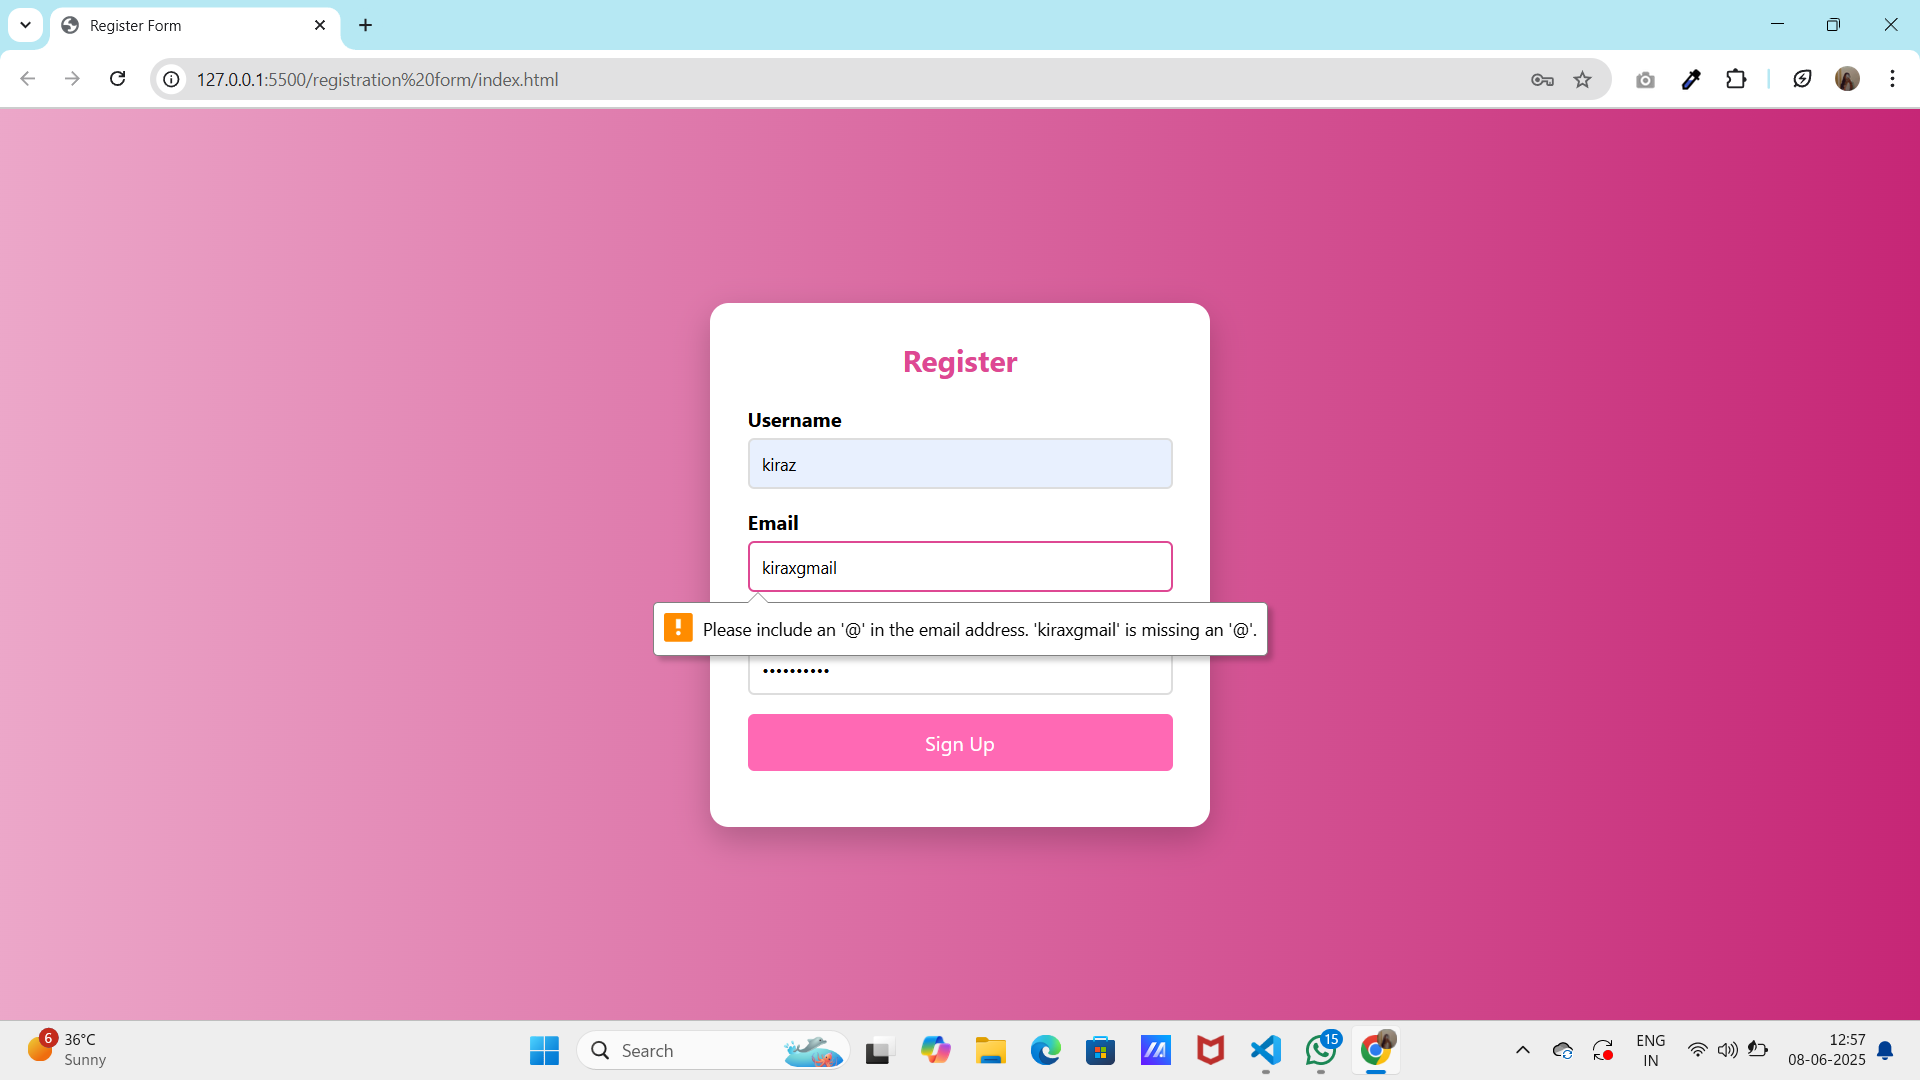 Register Form
127.0.0.1:5500/registration%20form/index.html
Register
Username
kiraz
Email
kiraxgmail
Please include an '@' in the email address. 'kiraxgmail' is missing an '@'.
••••••••••
Sign Up
6
36°C
Sunny
Search
15
ENG
IN
12:57
08-06-2025